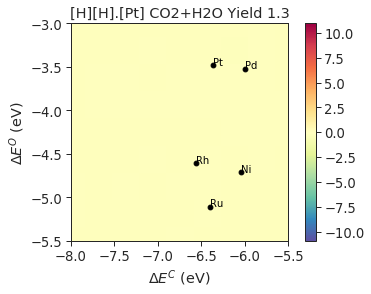 [H][H].[Pt] CO2+H2O Yield 1.3
−3.0
−3.5
−4.0
−4.5
−5.0
−5.5
ΔE^O (eV)
Pt
Pd
Rh
Ni
Ru
−8.0 −7.5 −7.0 −6.5 −6.0 −5.5
ΔE^C (eV)
10.0
7.5
5.0
2.5
0.0
−2.5
−5.0
−7.5
−10.0